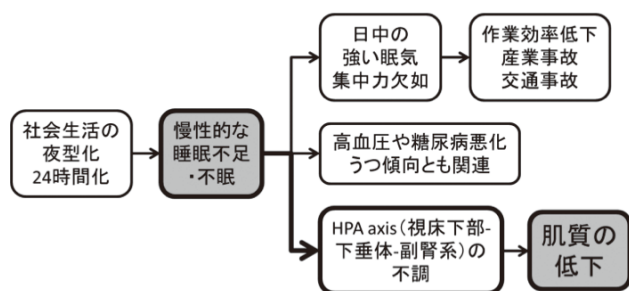 社会生活の
夜型化
24時間化
慢性的な
睡眠不足
・不眠
日中の
強い眠気
集中力欠如
作業効率低下
産業事故
交通事故
高血圧や糖尿病悪化
うつ傾向とも関連
HPA axis（視床下部-
下垂体-副腎系）の
不調
肌質の
低下